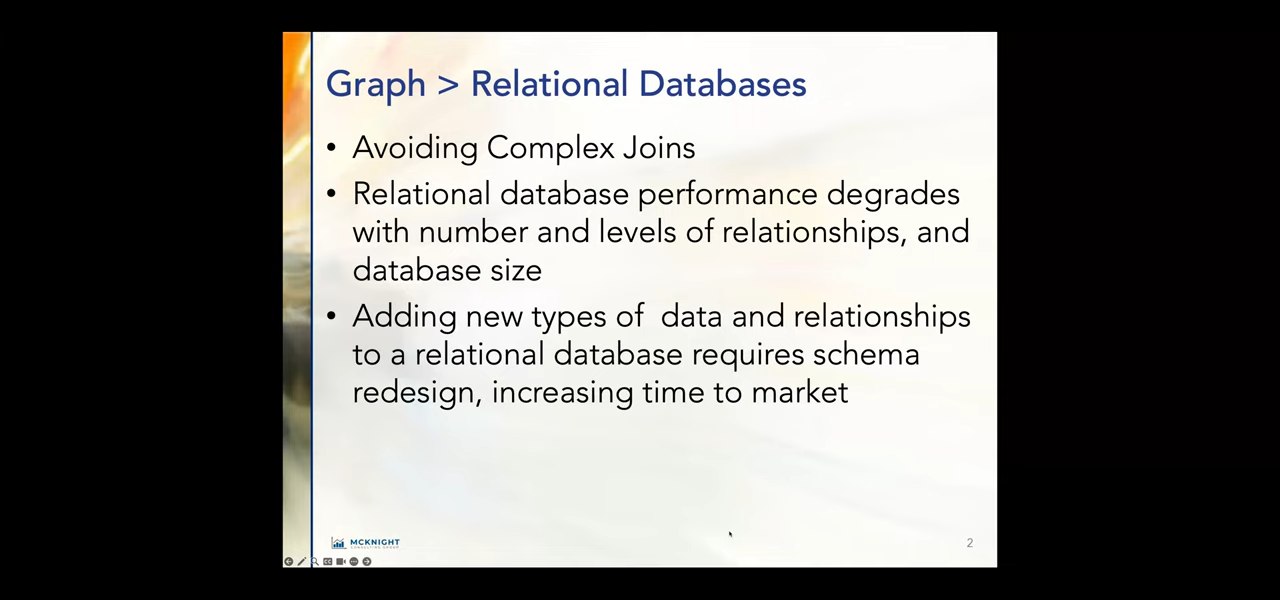 Graph > Relational Databases
• Avoiding Complex Joins
• Relational database performance degrades
with number and levels of relationships, and
database size
• Adding new types of  data and relationships
to a relational database requires schema
redesign, increasing time to market
MCKNIGHT
CONSULTING GROUP
2